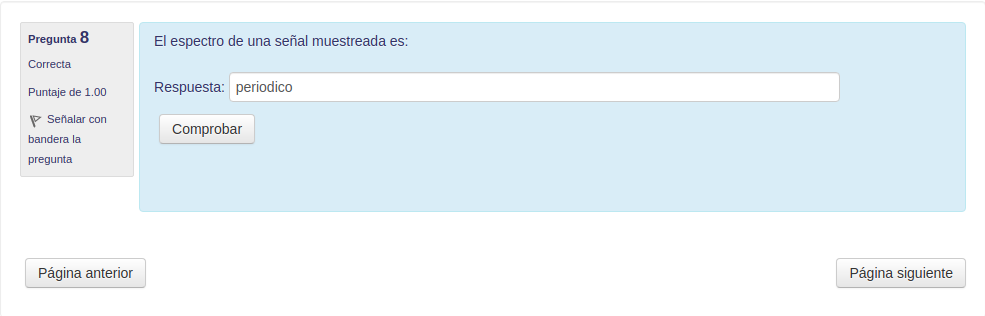 Pregunta 8
Correcta
Puntaje de 1.00
Señalar con
bandera la
pregunta
El espectro de una señal muestreada es:
Respuesta: periodico
Comprobar
Página anterior
Página siguiente